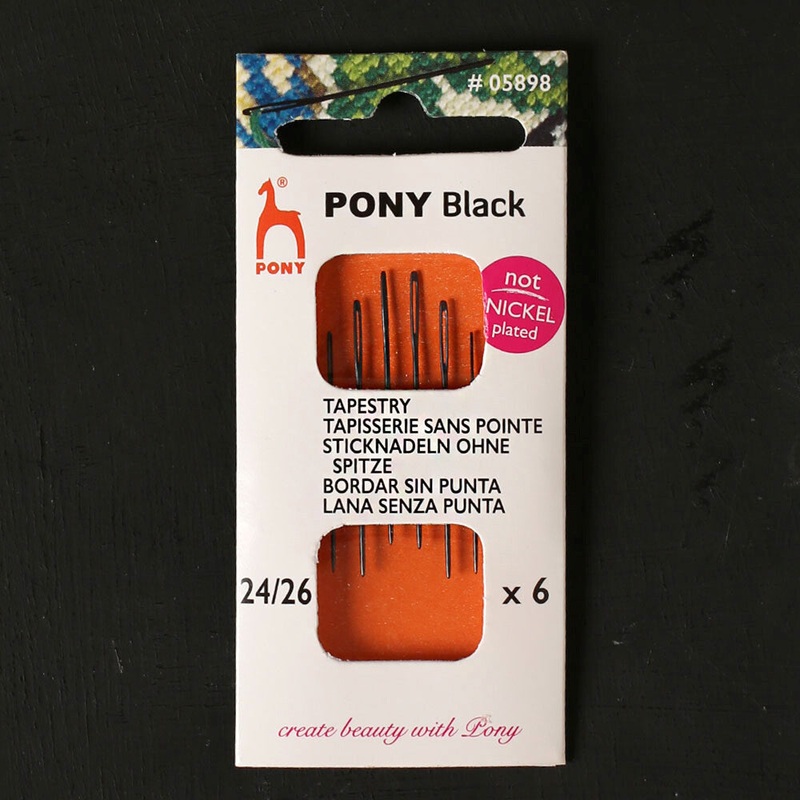 # 05898
®
PONY
PONY Black
not
NICKEL
plated
TAPESTRY
TAPISSERIE SANS POINTE
STICKNADELN OHNE
SPITZE
BORDAR SIN PUNTA
LANA SENZA PUNTA
24/26
x 6
create beauty with Pony